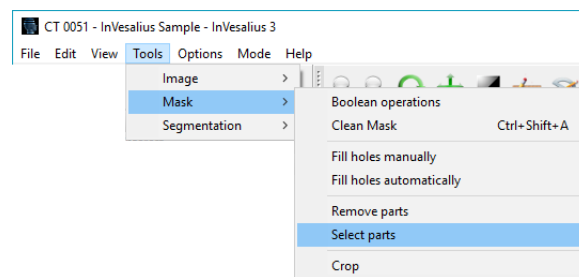 CT 0051 - InVesalius Sample - InVesalius 3
File Edit View Tools Options Mode Help
Image
Mask
Segmentation
Boolean operations
Clean Mask Ctrl+Shift+A
Fill holes manually
Fill holes automatically
Remove parts
Select parts
Crop